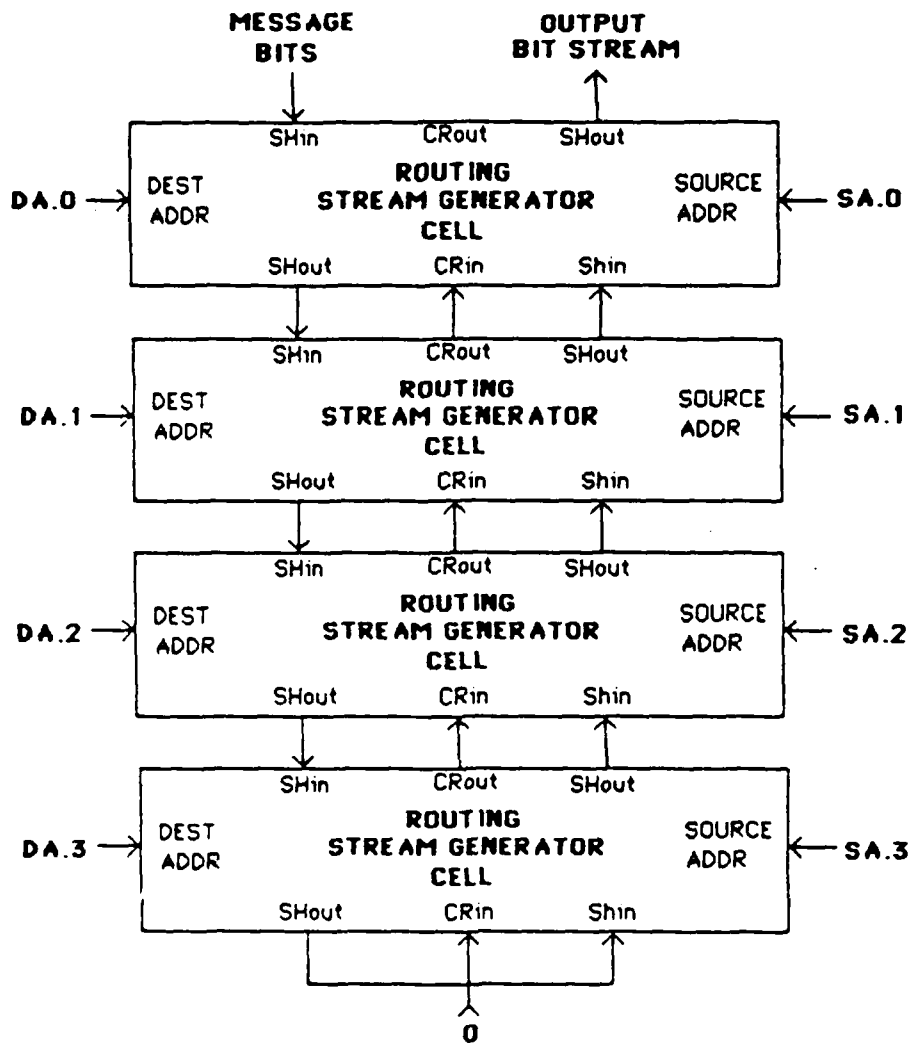 MESSAGE BITS
OUTPUT BIT STREAM
SHin CRout SHout
DA.0
DEST ADDR
ROUTING STREAM GENERATOR CELL
SOURCE ADDR
SA.0
SHout CRin Shin
SHin CRout SHout
DA.1
DEST ADDR
ROUTING STREAM GENERATOR CELL
SOURCE ADDR
SA.1
SHout CRin Shin
SHin CRout SHout
DA.2
DEST ADDR
ROUTING STREAM GENERATOR CELL
SOURCE ADDR
SA.2
SHout CRin Shin
SHin CRout SHout
DA.3
DEST ADDR
ROUTING STREAM GENERATOR CELL
SOURCE ADDR
SA.3
SHout CRin Shin
0